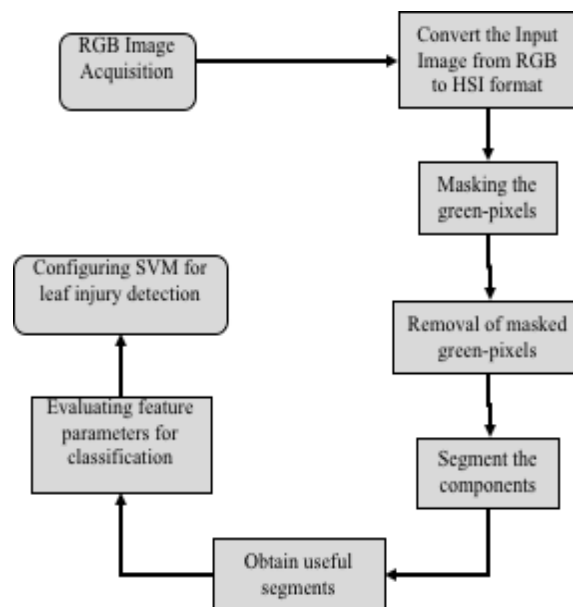 RGB Image
Acquisition
Convert the Input
Image from RGB
to HSI format
Masking the
green-pixels
Removal of masked
green-pixels
Segment the
components
Obtain useful
segments
Evaluating feature
parameters for
classification
Configuring SVM for
leaf injury detection